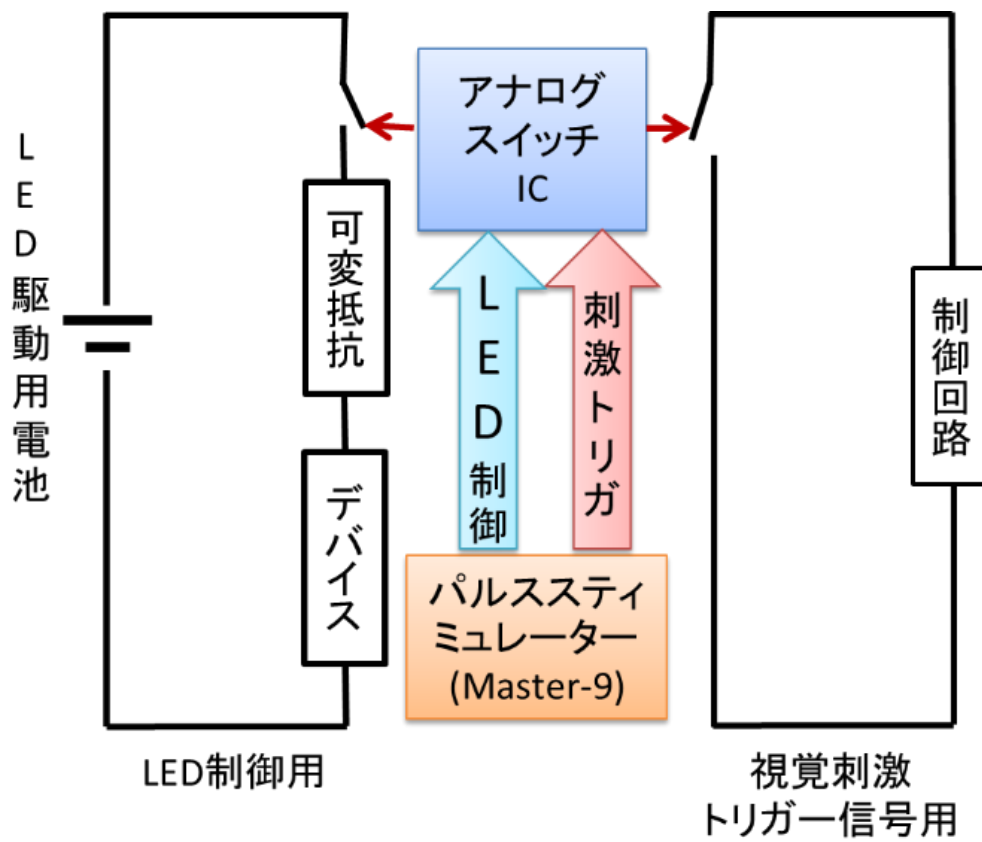 LED駆動用電池
可変抵抗
デバイス
アナログ
スイッチ
IC
LED制御
刺激トリガ
パルススティ
ミュレーター
(Master-9)
制御回路
LED制御用
視覚刺激
トリガー信号用